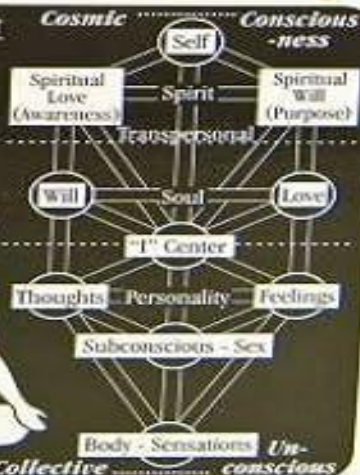 Cosmic Conscious
-ness
Self
Spiritual
Love
(Awareness)
Spirit
Spiritual
Will
(Purpose)
Transpersonal
Will
Soul
Love
"I" Center
Thoughts
Personality
Feelings
Subconscious - Sex
Body - Sensations
Collective Un-
conscious